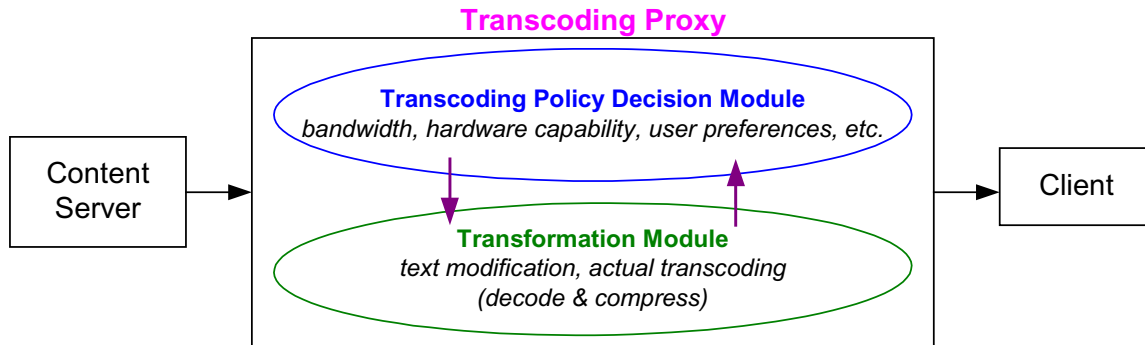 Transcoding Proxy
Transcoding Policy Decision Module
bandwidth, hardware capability, user preferences, etc.
Content
Server
Client
Transformation Module
text modification, actual transcoding
(decode & compress)